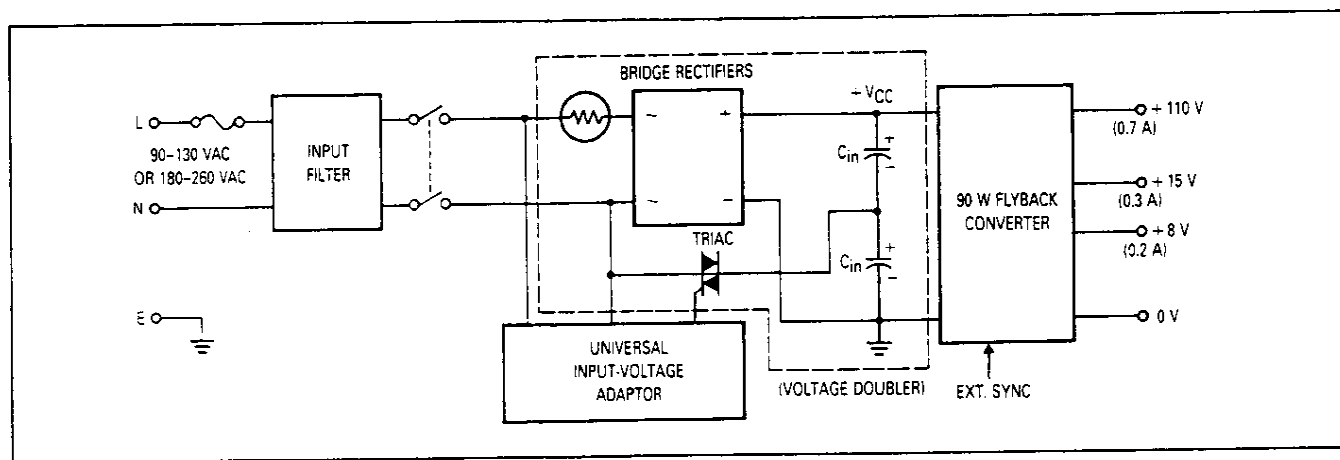 BRIDGE RECTIFIERS
+ VCC
L
90–130 VAC
OR 180–260 VAC
N
INPUT
FILTER
~
+
~
−
Cin
+
−
Cin
+
−
TRIAC
90 W FLYBACK
CONVERTER
+ 110 V
(0.7 A)
+ 15 V
(0.3 A)
+ 8 V
(0.2 A)
0 V
E
UNIVERSAL
INPUT-VOLTAGE
ADAPTOR
(VOLTAGE DOUBLER)
EXT. SYNC